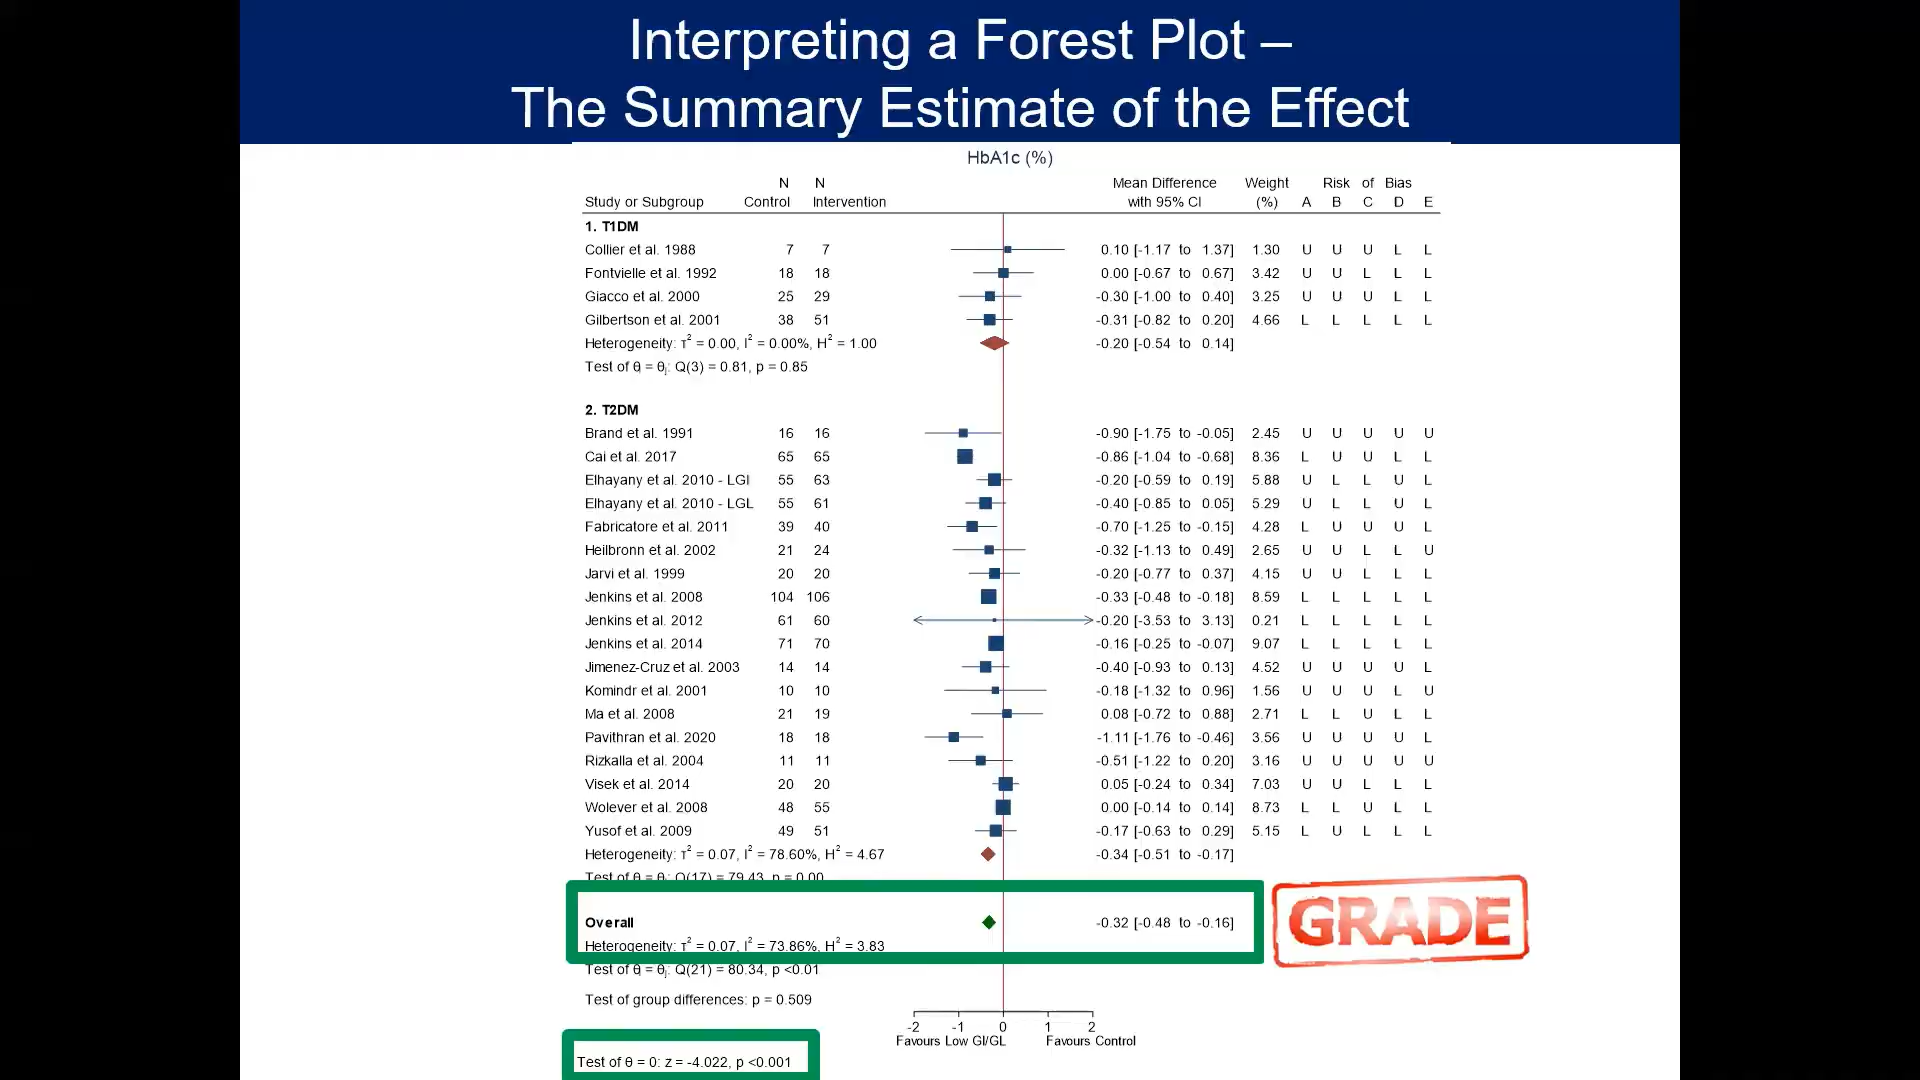 Interpreting a Forest Plot –
The Summary Estimate of the Effect
HbA1c (%)
N N Mean Difference Weight Risk of Bias
Study or Subgroup Control Intervention with 95% CI (%) A B C D E
1. T1DM
Collier et al. 1988 7 7 0.10 [-1.17 to 1.37] 1.30 U U U L L
Fontvielle et al. 1992 18 18 0.00 [-0.67 to 0.67] 3.42 U U L L L
Giacco et al. 2000 25 29 -0.30 [-1.00 to 0.40] 3.25 U U U L L
Gilbertson et al. 2001 38 51 -0.31 [-0.82 to 0.20] 4.66 L L L L L
Heterogeneity: τ² = 0.00, I² = 0.00%, H² = 1.00 -0.20 [-0.54 to 0.14]
Test of θᵢ = θⱼ: Q(3) = 0.81, p = 0.85
2. T2DM
Brand et al. 1991 16 16 -0.90 [-1.75 to -0.05] 2.45 U U U U U
Cai et al. 2017 65 65 -0.86 [-1.04 to -0.68] 8.36 L U U L L
Elhayany et al. 2010 - LGI 55 63 -0.20 [-0.59 to 0.19] 5.88 U L L U L
Elhayany et al. 2010 - LGL 55 61 -0.40 [-0.85 to 0.05] 5.29 U L L U L
Fabricatore et al. 2011 39 40 -0.70 [-1.25 to -0.15] 4.28 L U U U L
Heilbronn et al. 2002 21 24 -0.32 [-1.13 to 0.49] 2.65 U U L L U
Jarvi et al. 1999 20 20 -0.20 [-0.77 to 0.37] 4.15 U U L L L
Jenkins et al. 2008 104 106 -0.33 [-0.48 to -0.18] 8.59 L L L L L
Jenkins et al. 2012 61 60 -0.20 [-3.53 to 3.13] 0.21 L L L L L
Jenkins et al. 2014 71 70 -0.16 [-0.25 to -0.07] 9.07 L L L L L
Jimenez-Cruz et al. 2003 14 14 -0.40 [-0.93 to 0.13] 4.52 U U U U L
Komindr et al. 2001 10 10 -0.18 [-1.32 to 0.96] 1.56 U U U L U
Ma et al. 2008 21 19 0.08 [-0.72 to 0.88] 2.71 L L U L L
Pavithran et al. 2020 18 18 -1.11 [-1.76 to -0.46] 3.56 U U U U L
Rizkalla et al. 2004 11 11 -0.51 [-1.22 to 0.20] 3.16 U U U U U
Visek et al. 2014 20 20 0.05 [-0.24 to 0.34] 7.03 U U L L L
Wolever et al. 2008 48 55 0.00 [-0.14 to 0.14] 8.73 L L U L L
Yusof et al. 2009 49 51 -0.17 [-0.63 to 0.29] 5.15 L U L L L
Heterogeneity: τ² = 0.07, I² = 78.60%, H² = 4.67 -0.34 [-0.51 to -0.17]
Test of θᵢ = θⱼ: Q(17) = 79.43, p = 0.00
Overall -0.32 [-0.48 to -0.16]
GRADE
Heterogeneity: τ² = 0.07, I² = 73.86%, H² = 3.83
Test of θᵢ = θⱼ: Q(21) = 80.34, p <0.01
Test of group differences: p = 0.509
-2 -1 0 1 2
Favours Low GI/GL Favours Control
Test of θ = 0: z = -4.022, p <0.001